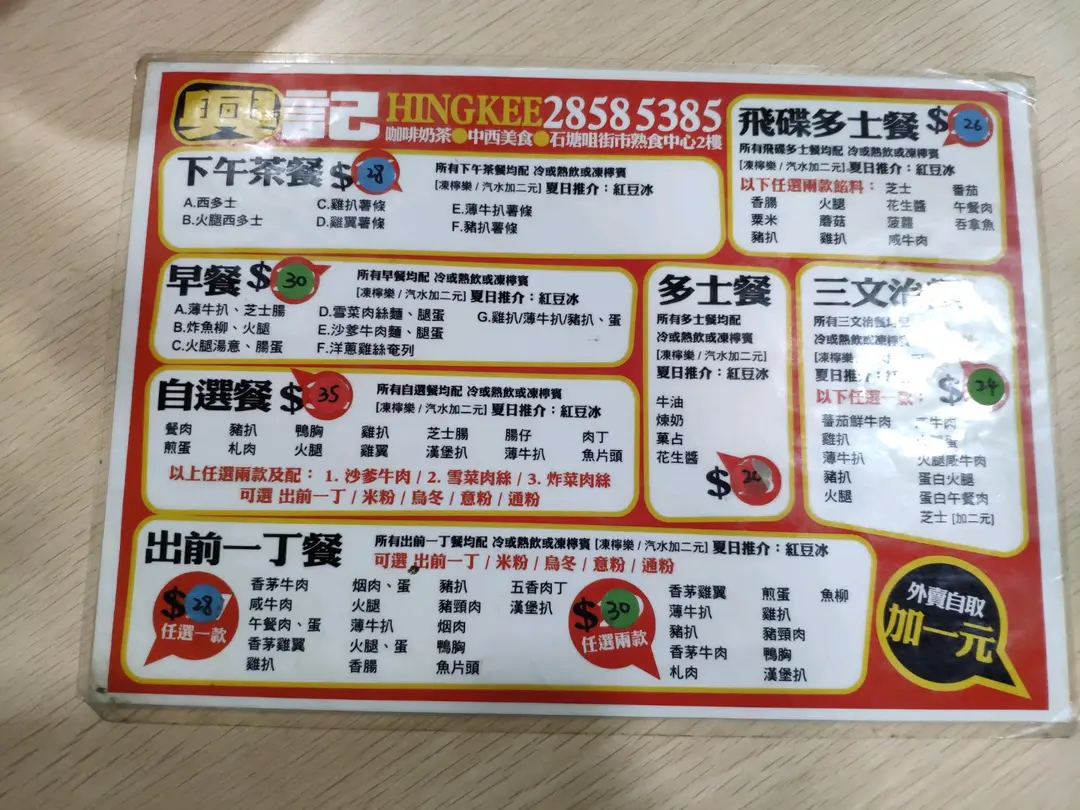 興記 HINGKEE 2858 5385
咖啡奶茶●中西美食●石塘咀街市熟食中心2樓
下午茶餐 $28
所有下午茶餐均配 冷或熱飲或凍檸賓
[凍檸樂 / 汽水加二元] 夏日推介：紅豆冰
A.西多士 C.雞扒薯條 E.薄牛扒薯條
B.火腿西多士 D.雞翼薯條 F.豬扒薯條
飛碟多士餐 $26
所有飛碟多士餐均配 冷或熱飲或凍檸賓
[凍檸樂 / 汽水加二元] 夏日推介：紅豆冰
以下任選兩款餡料： 芝士 番茄
香腸 火腿 花生醬 午餐肉
粟米 蘑菇 菠蘿 吞拿魚
豬扒 雞扒 咸牛肉
早餐 $30
所有早餐均配 冷或熱飲或凍檸賓
[凍檸樂 / 汽水加二元] 夏日推介：紅豆冰
A.薄牛扒、芝士腸 D.雪菜肉絲麵、腿蛋 G.雞扒/薄牛扒/豬扒、蛋
B.炸魚柳、火腿 E.沙爹牛肉麵、腿蛋
C.火腿湯意、腸蛋 F.洋蔥雞絲奄列
自選餐 $35
所有自選餐均配 冷或熱飲或凍檸賓
[凍檸樂 / 汽水加二元] 夏日推介：紅豆冰
餐肉 豬扒 鴨胸 雞扒 芝士腸 腸仔 肉丁
煎蛋 札肉 火腿 雞翼 漢堡扒 薄牛扒 魚片頭
以上任選兩款及配： 1. 沙爹牛肉 / 2. 雪菜肉絲 / 3. 炸菜肉絲
可選 出前一丁 / 米粉 / 烏冬 / 意粉 / 通粉
多士餐
所有多士餐均配
冷或熱飲或凍檸賓
[凍檸樂 / 汽水加二元]
夏日推介：紅豆冰
牛油
煉奶
菓占
花生醬
$20
三文治
所有三文治餐均配
冷或熱飲或凍檸賓
[凍檸樂
夏日推
以下任選一款： $24
蕃茄鮮牛肉
雞扒
薄牛扒 火腿咸牛肉
豬扒 蛋白火腿
火腿 蛋白午餐肉
芝士 [加二元]
出前一丁餐
所有出前一丁餐均配 冷或熱飲或凍檸賓 [凍檸樂 / 汽水加二元] 夏日推介：紅豆冰
可選 出前一丁 / 米粉 / 烏冬 / 意粉 / 通粉
$28
任選一款
香茅牛肉 烟肉、蛋 豬扒 五香肉丁
咸牛肉 火腿 豬頸肉 漢堡扒
午餐肉、蛋 薄牛扒 烟肉
香茅雞翼 火腿、蛋 鴨胸
雞扒 香腸 魚片頭
$30
任選兩款
香茅雞翼 煎蛋 魚柳
薄牛扒 雞扒
豬扒 豬頸肉
香茅牛肉 鴨胸
札肉 漢堡扒
外賣自取
加一元